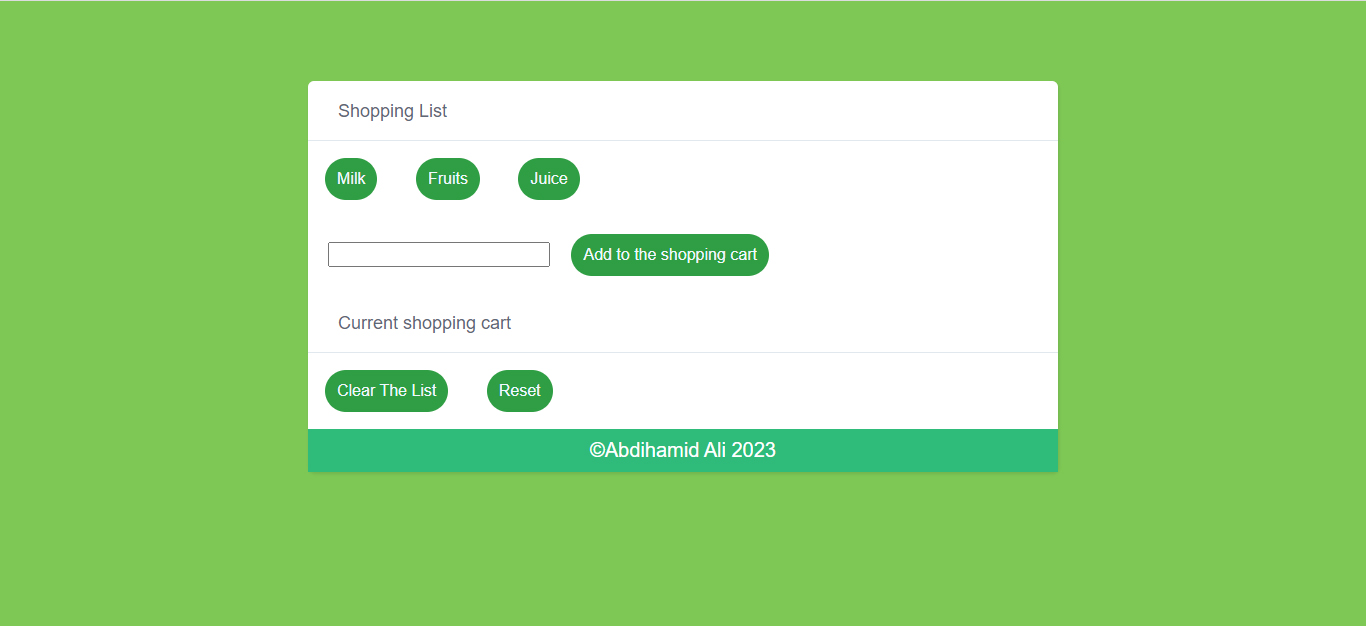 Shopping List
Milk Fruits Juice
Add to the shopping cart
Current shopping cart
Clear The List Reset
©Abdihamid Ali 2023